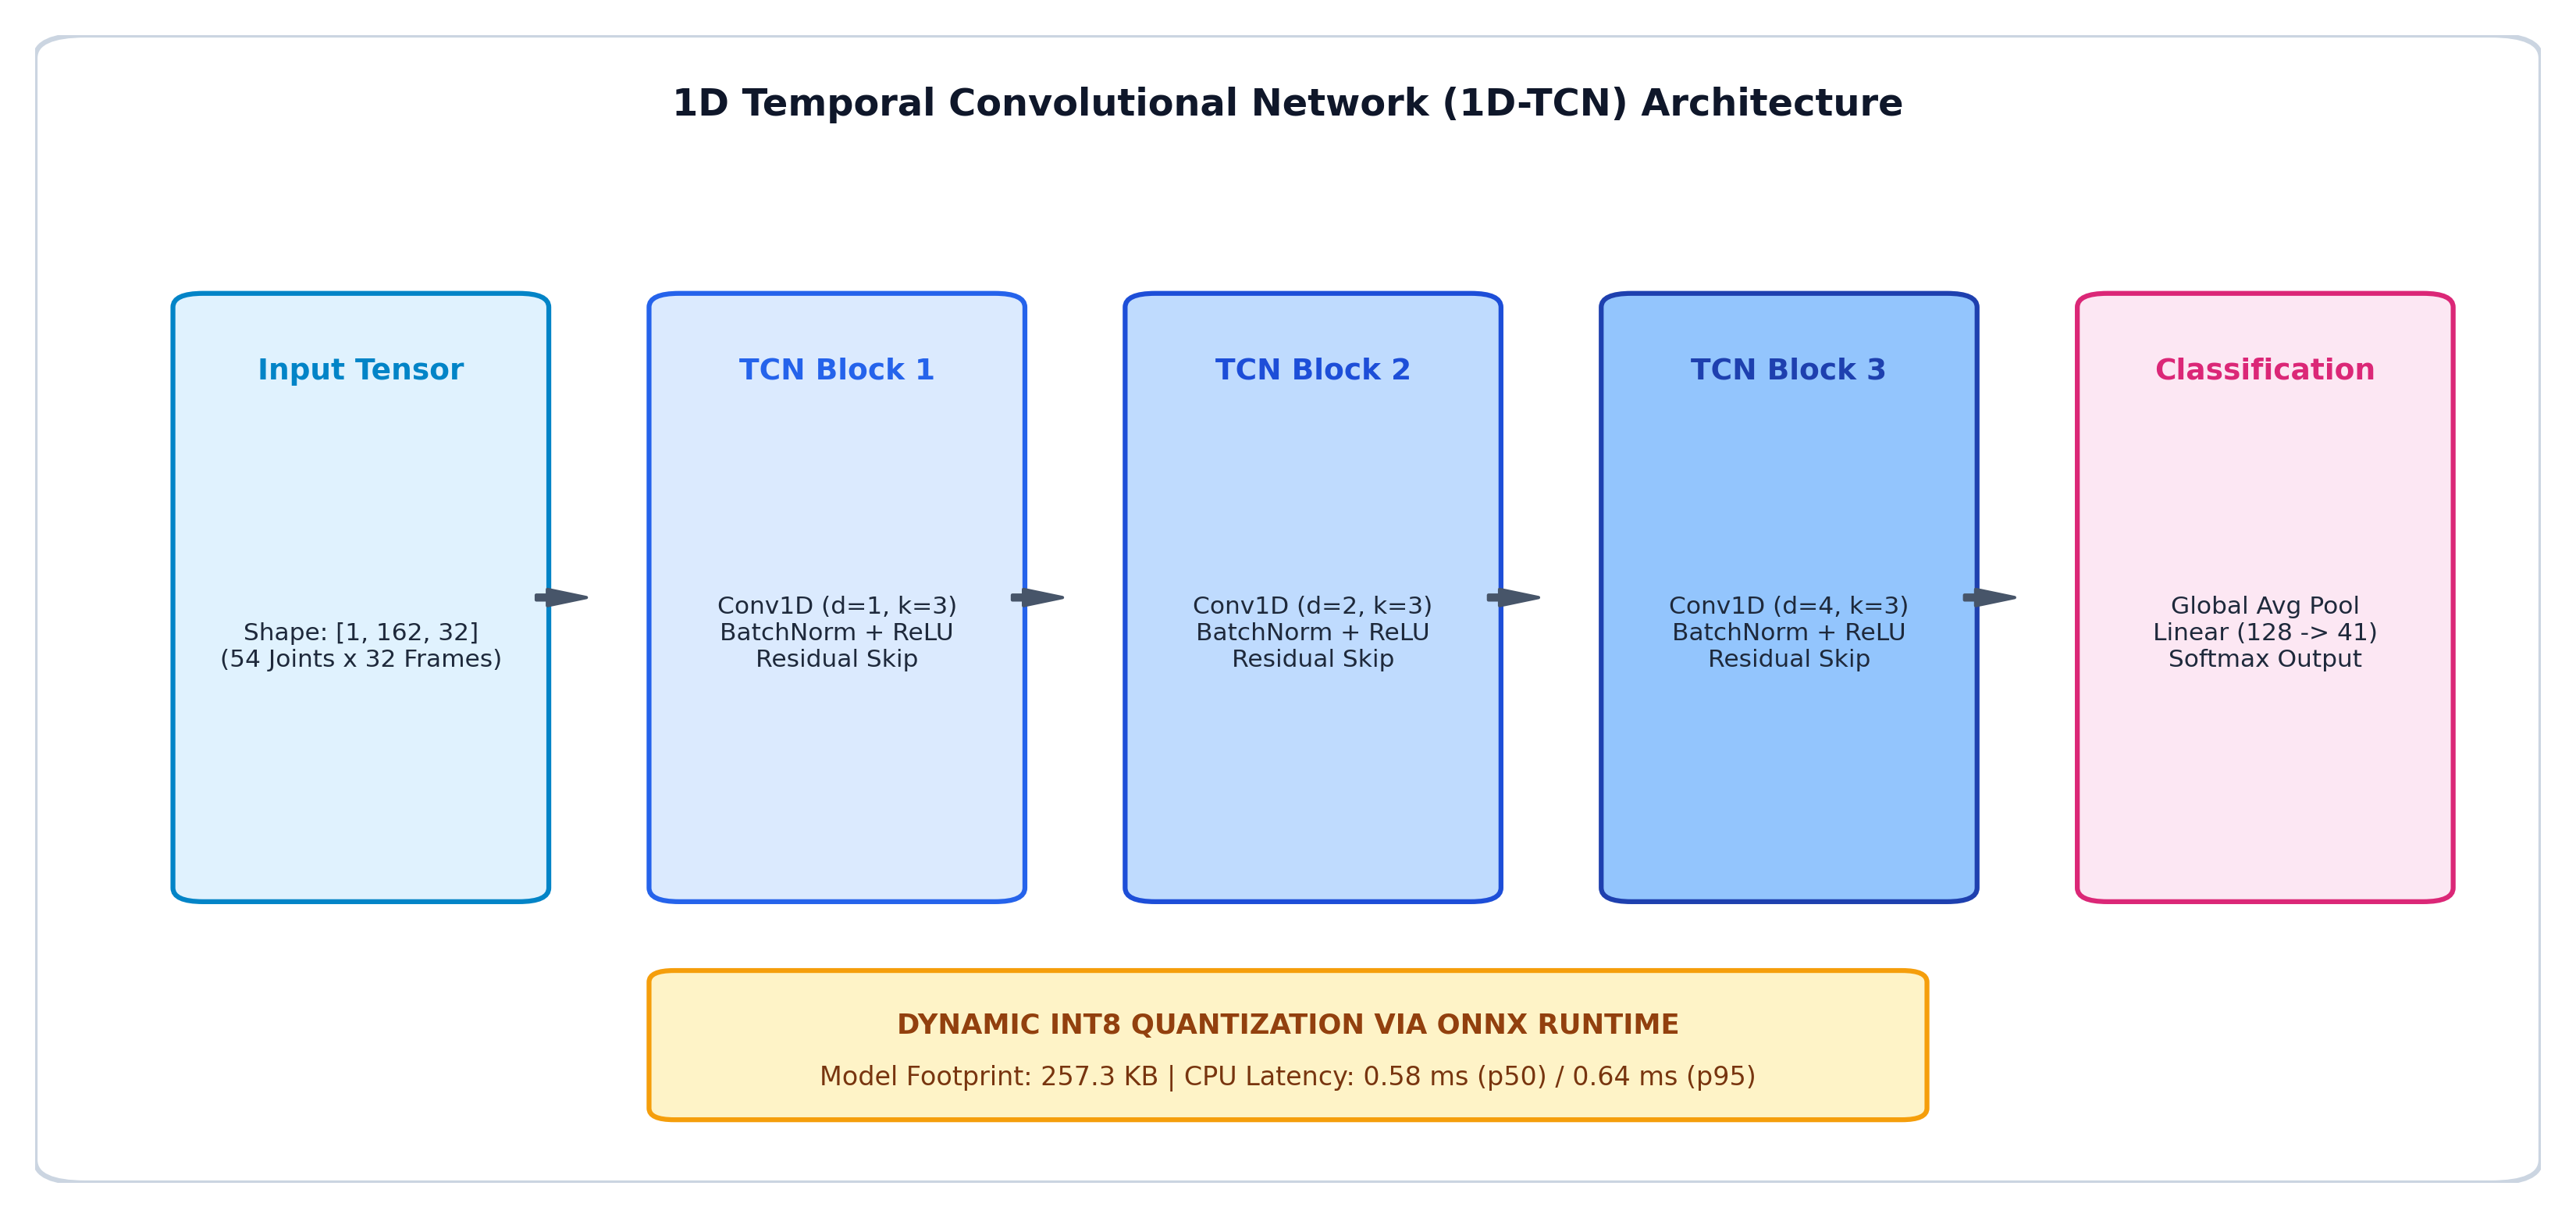 1D Temporal Convolutional Network (1D-TCN) Architecture
Input Tensor
Shape: [1, 162, 32]
(54 Joints x 32 Frames)
TCN Block 1
Conv1D (d=1, k=3)
BatchNorm + ReLU
Residual Skip
TCN Block 2
Conv1D (d=2, k=3)
BatchNorm + ReLU
Residual Skip
TCN Block 3
Conv1D (d=4, k=3)
BatchNorm + ReLU
Residual Skip
Classification
Global Avg Pool
Linear (128 -> 41)
Softmax Output
DYNAMIC INT8 QUANTIZATION VIA ONNX RUNTIME
Model Footprint: 257.3 KB | CPU Latency: 0.58 ms (p50) / 0.64 ms (p95)